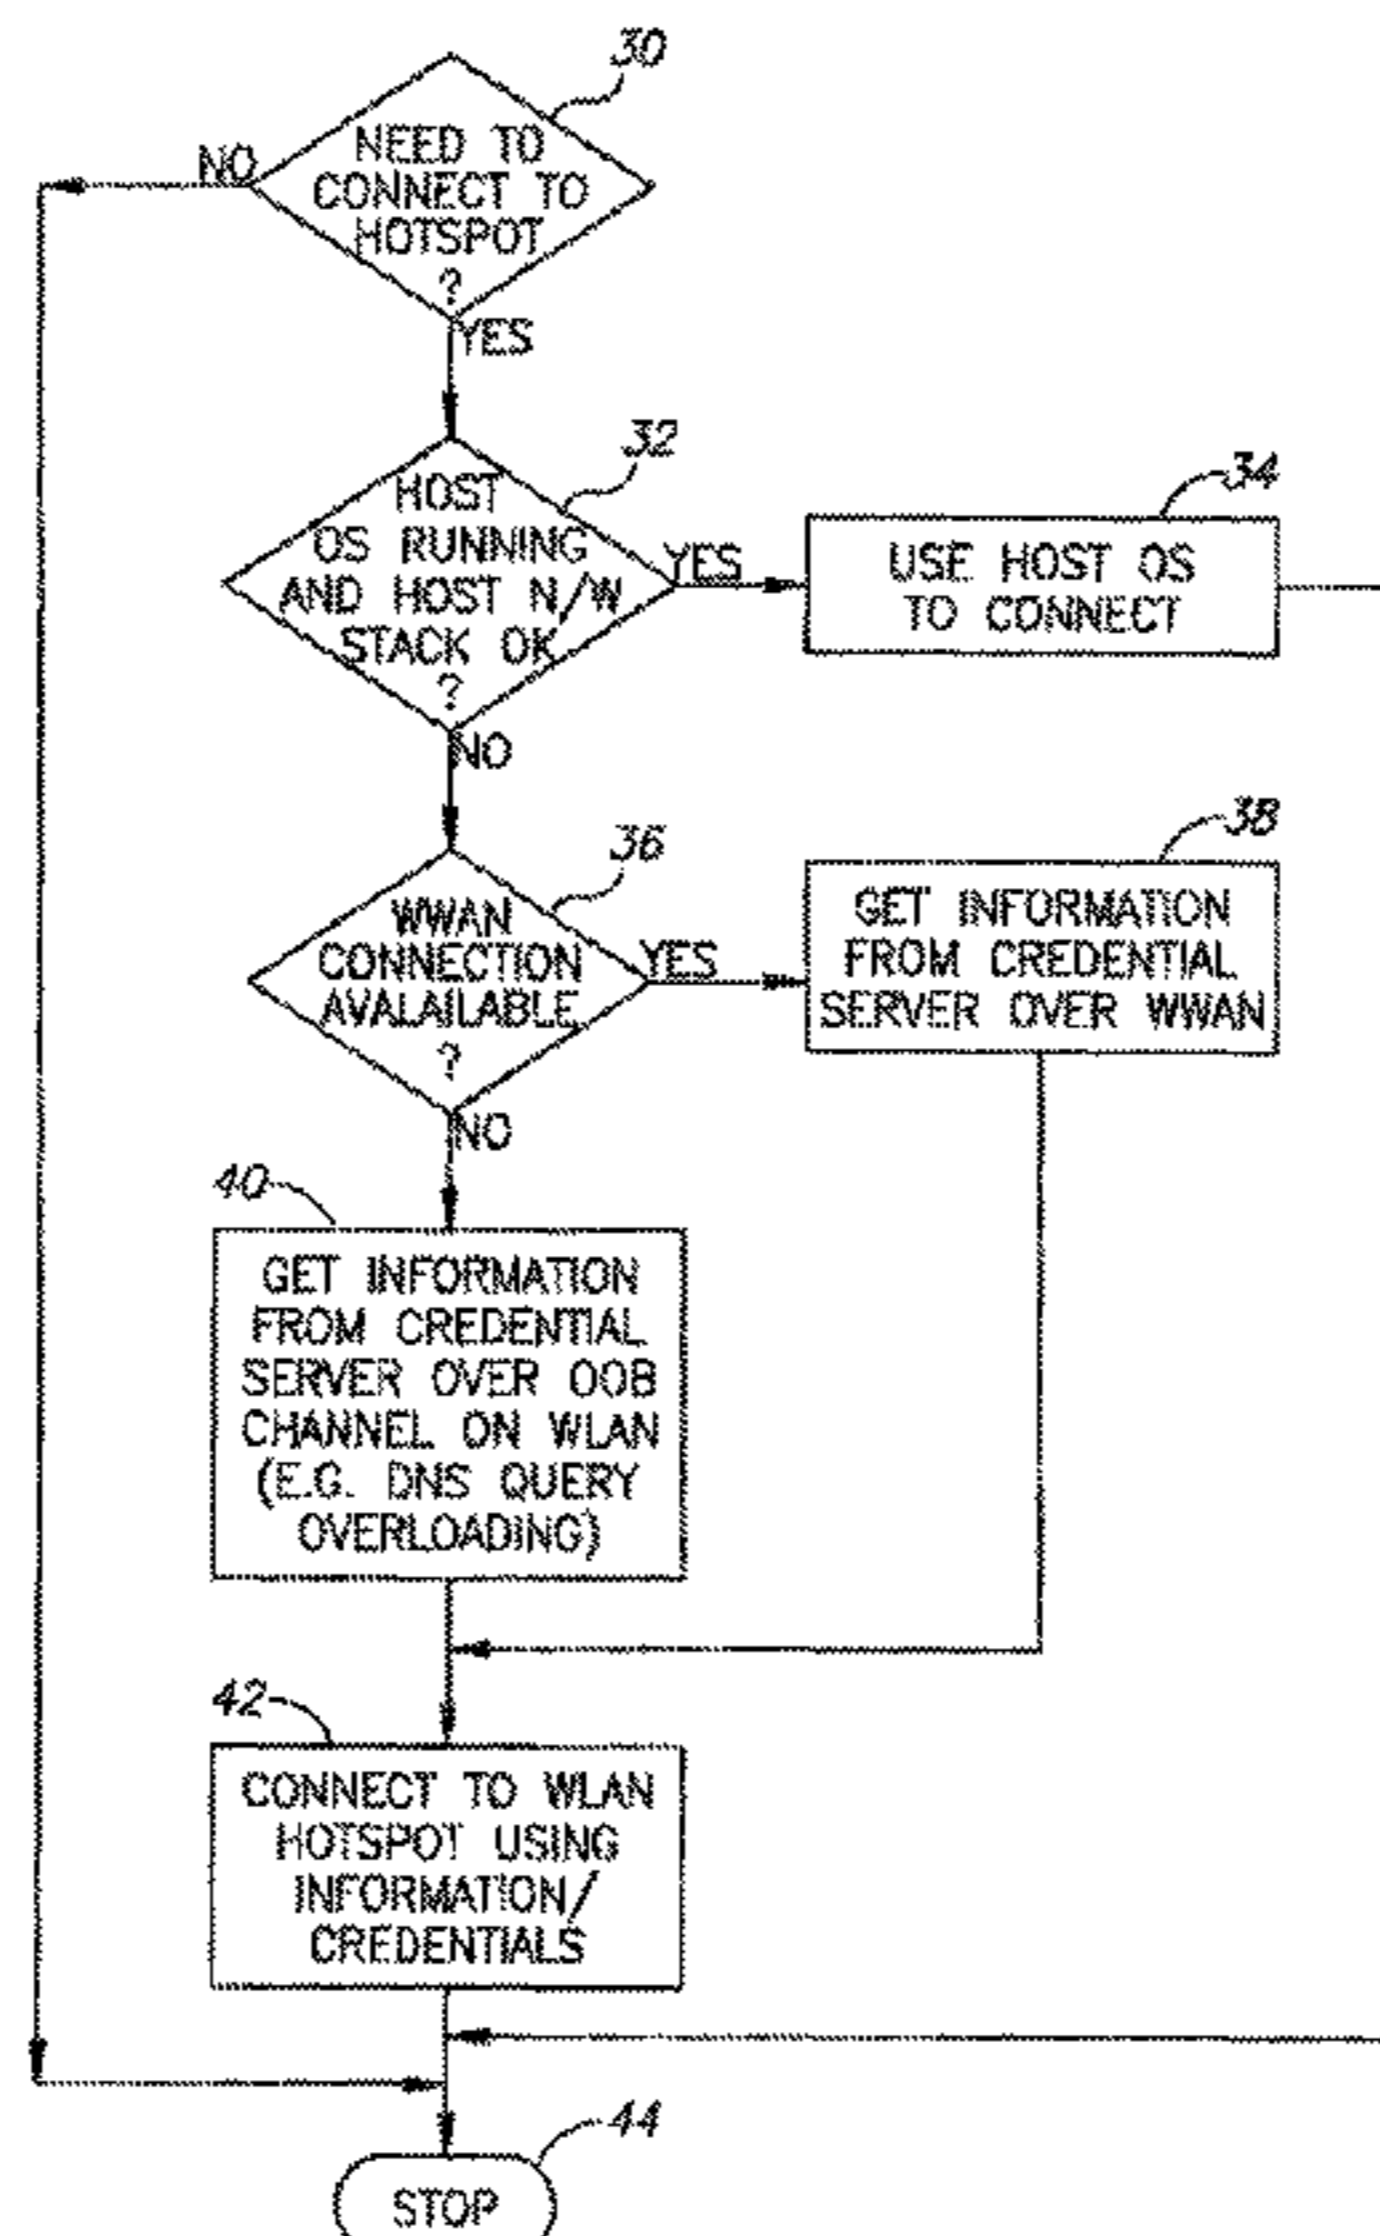 30
NEED TO
CONNECT TO
HOTSPOT
?
NO
YES
32
HOST
OS RUNNING
AND HOST N/W
STACK OK
?
YES
NO
34
USE HOST OS
TO CONNECT
36
WWAN
CONNECTION
AVALAILABLE
?
YES
NO
38
GET INFORMATION
FROM CREDENTIAL
SERVER OVER WWAN
40
GET INFORMATION
FROM CREDENTIAL
SERVER OVER OOB
CHANNEL ON WLAN
(E.G. DNS QUERY
OVERLOADING)
42
CONNECT TO WLAN
HOTSPOT USING
INFORMATION/
CREDENTIALS
44
STOP